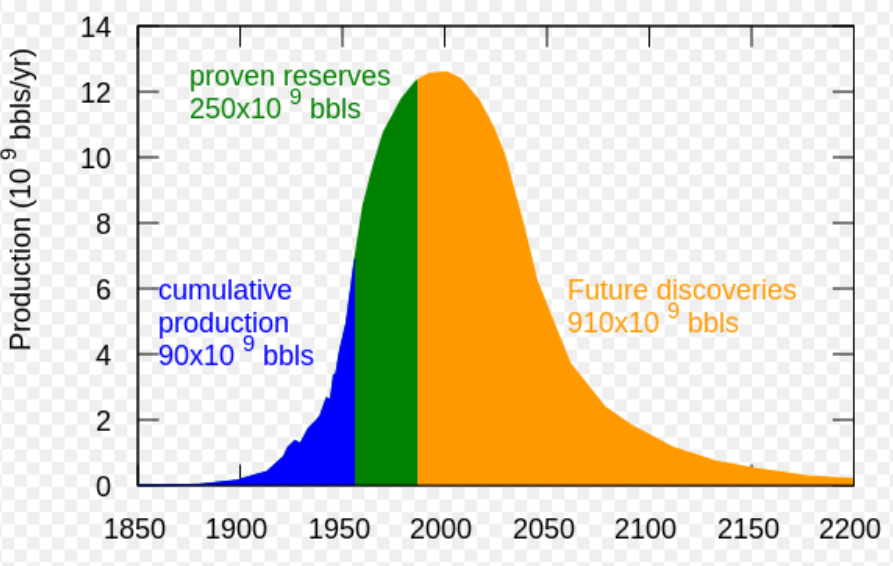 14
12
10
8
6
4
2
0
Production (10 9 bbls/yr)
proven reserves
250x10 9 bbls
cumulative
production
90x10 9 bbls
Future discoveries
910x10 9 bbls
1850 1900 1950 2000 2050 2100 2150 2200